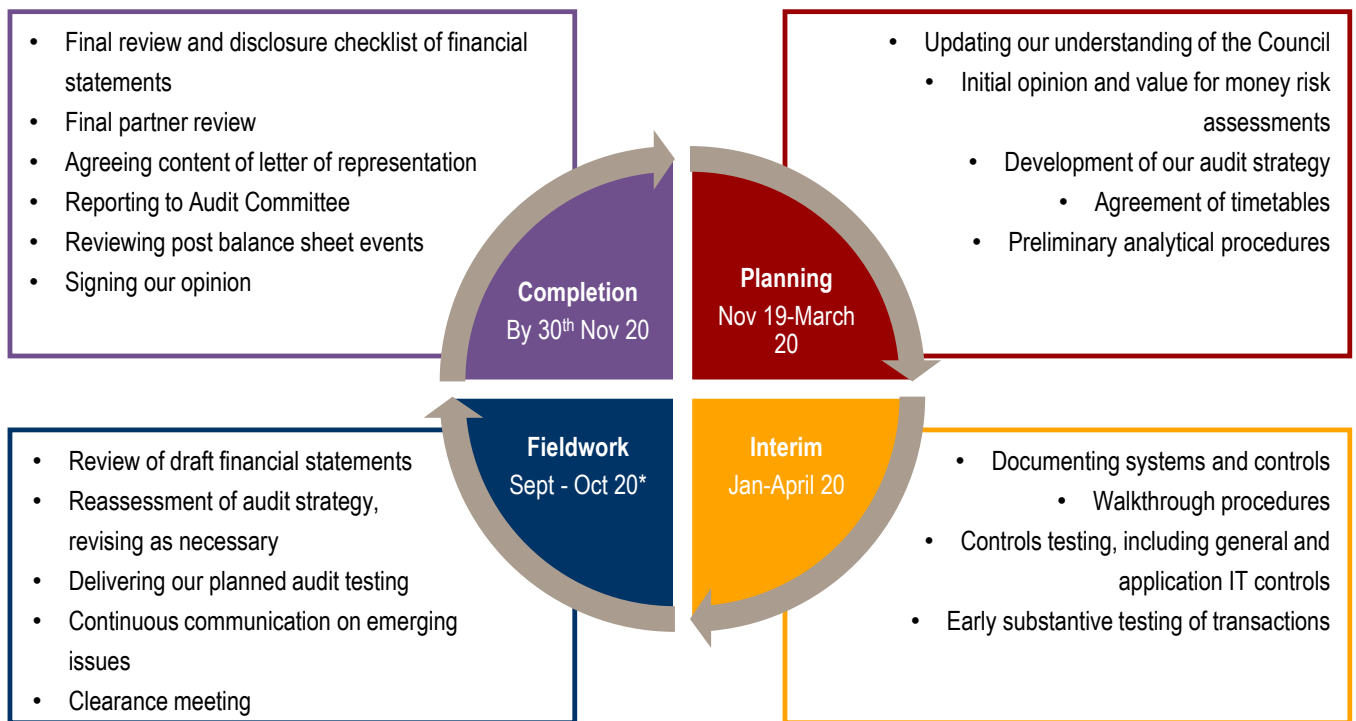 • Final review and disclosure checklist of financial
statements
• Final partner review
• Agreeing content of letter of representation
• Reporting to Audit Committee
• Reviewing post balance sheet events
• Signing our opinion
• Updating our understanding of the Council
• Initial opinion and value for money risk
assessments
• Development of our audit strategy
• Agreement of timetables
• Preliminary analytical procedures
Completion
By 30th Nov 20
Planning
Nov 19-March
20
Fieldwork
Sept - Oct 20*
Interim
Jan-April 20
• Review of draft financial statements
• Reassessment of audit strategy,
revising as necessary
• Delivering our planned audit testing
• Continuous communication on emerging
issues
• Clearance meeting
• Documenting systems and controls
• Walkthrough procedures
• Controls testing, including general and
application IT controls
• Early substantive testing of transactions